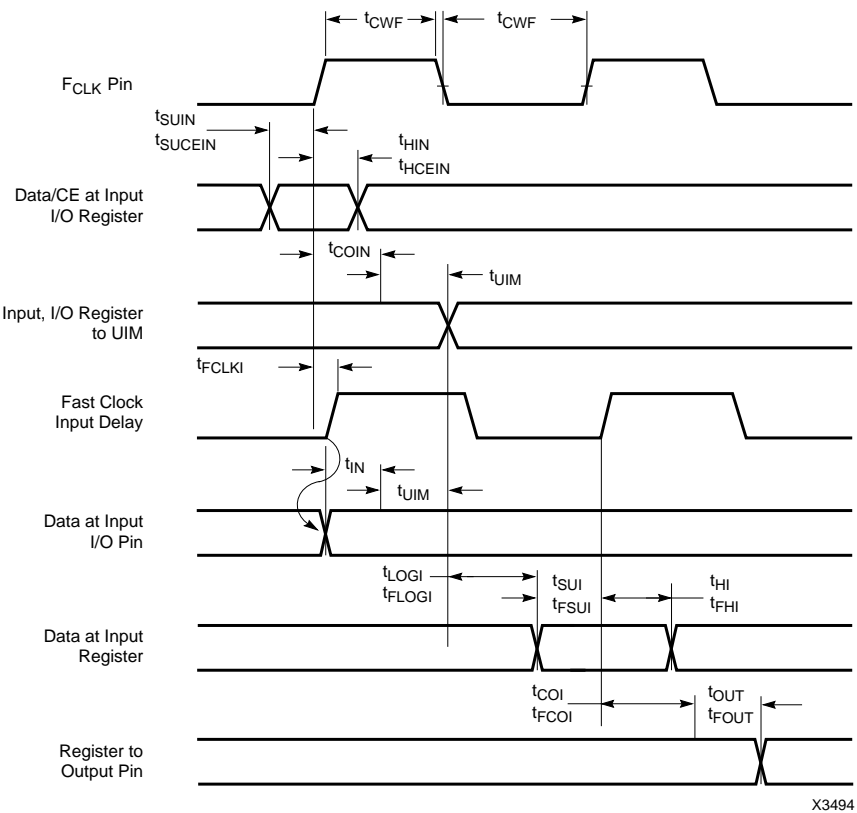 tCWF tCWF
FCLK Pin
tSUIN
tSUCEIN
tHIN
tHCEIN
Data/CE at Input
I/O Register
tCOIN
tUIM
Input, I/O Register
to UIM
tFCLKI
Fast Clock
Input Delay
tIN
tUIM
Data at Input
I/O Pin
tLOGI
tFLOGI
tSUI
tFSUI
tHI
tFHI
Data at Input
Register
tCOI
tFCOI
tOUT
tFOUT
Register to
Output Pin
X3494